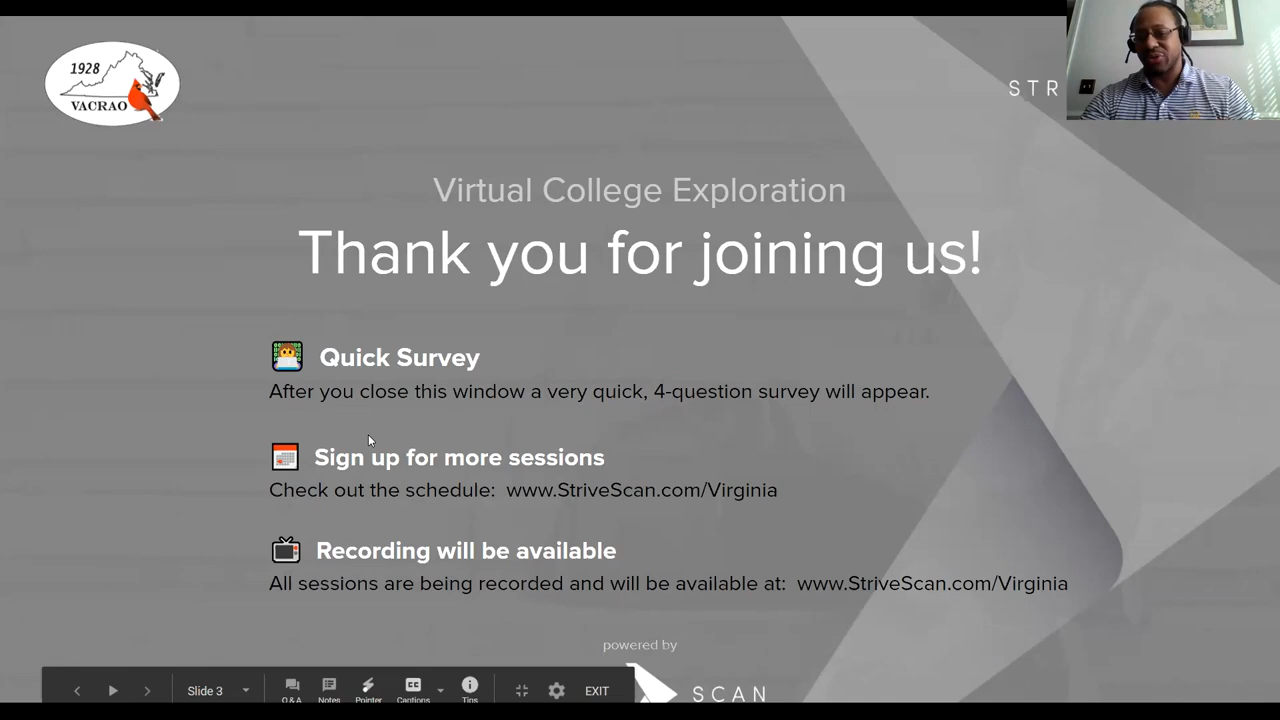 1928
VACRAO
STR
Virtual College Exploration
Thank you for joining us!
Quick Survey
After you close this window a very quick, 4-question survey will appear.
Sign up for more sessions
Check out the schedule: www.StriveScan.com/Virginia
Recording will be available
All sessions are being recorded and will be available at: www.StriveScan.com/Virginia
powered by
SCAN
Slide 3
Q & A
Notes
Pointer
CC
Captions
Tips
EXIT